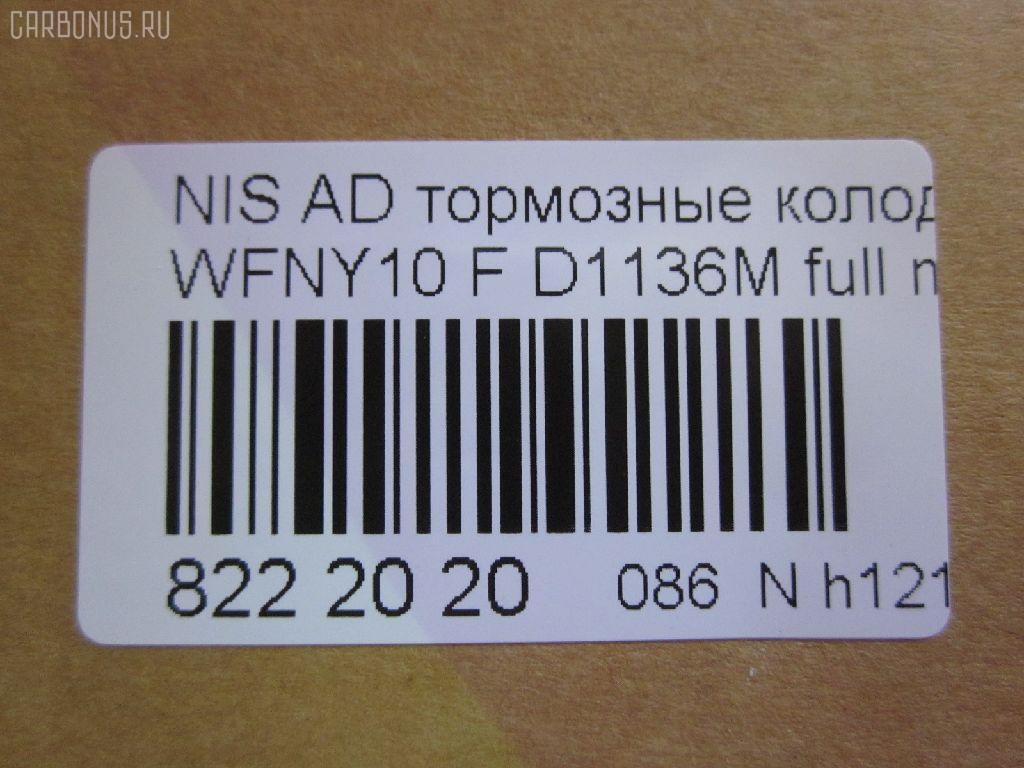 CARBONUS.RU
NIS AD тормозные колод
WFNY10 F D1136M full
822 20 20 086 N h121